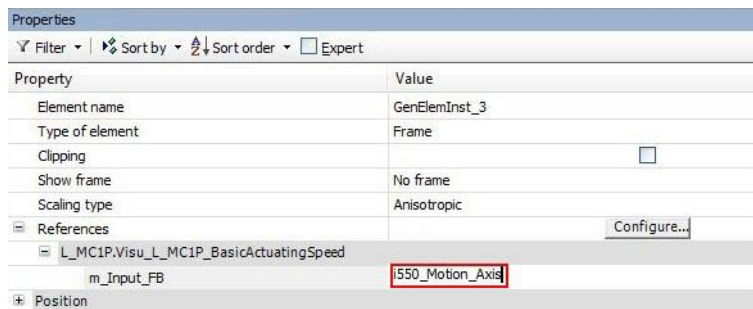 Properties
Filter Sort by Sort order Expert
Property Value
Element name GenElemInst_3
Type of element Frame
Clipping
Show frame No frame
Scaling type Anisotropic
References Configure...
L_MC1P.Visu_L_MC1P_BasicActuatingSpeed
m_Input_FB i550_Motion_Axis
Position